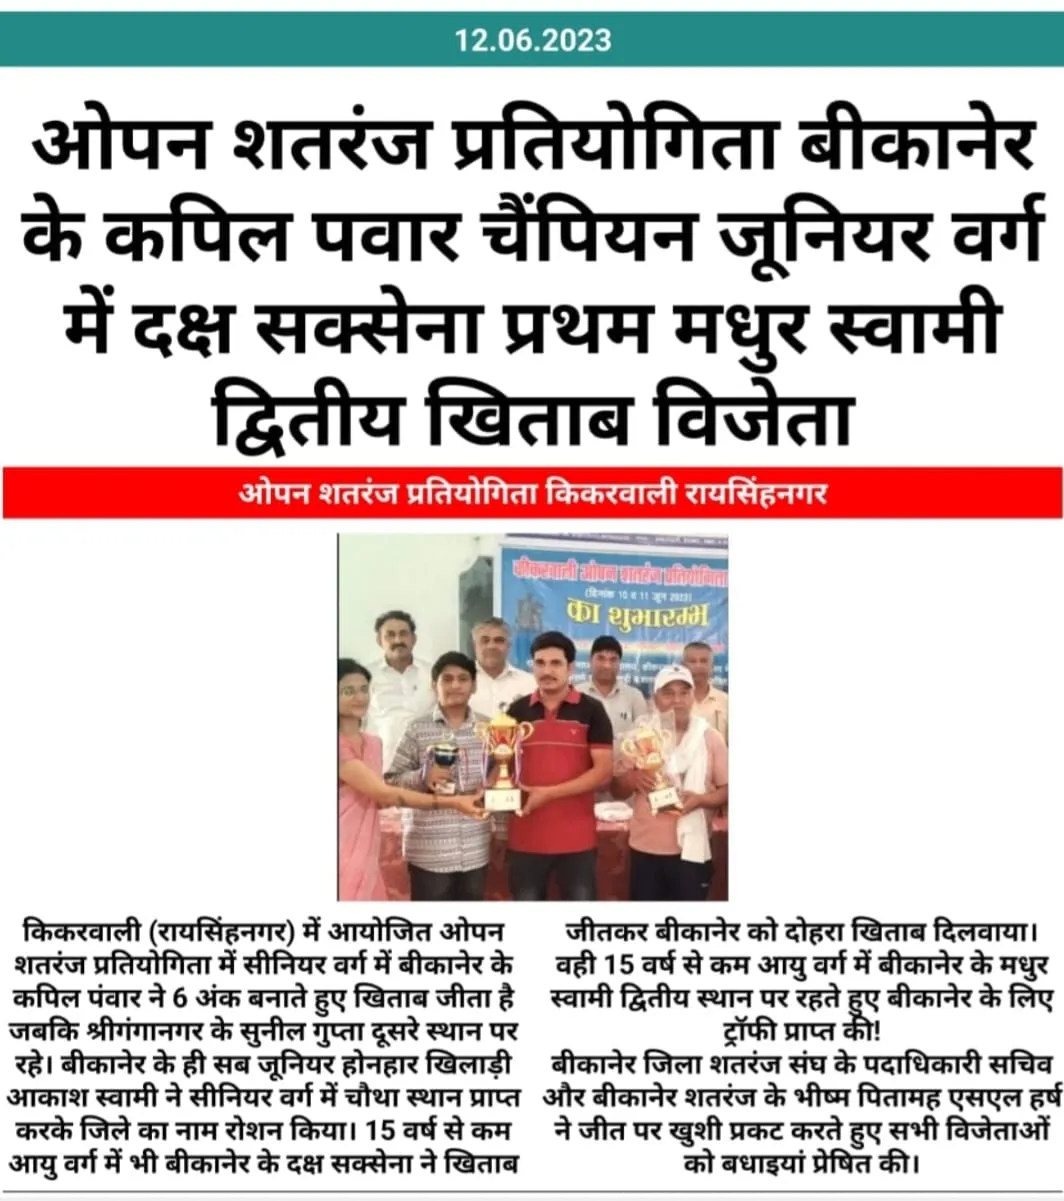 12.06.2023
ओपन शतरंज प्रतियोगिता बीकानेर
के कपिल पवार चैंपियन जूनियर वर्ग
में दक्ष सक्सेना प्रथम मधुर स्वामी
द्वितीय खिताब विजेता
ओपन शतरंज प्रतियोगिता किकरवाली रायसिंहनगर
कीकरवाली ओपन शतरंज प्रतियोगिता
(दिनांक 10 व 11 जून 2023)
का शुभारम्भ
किकरवाली (रायसिंहनगर) में आयोजित ओपन
शतरंज प्रतियोगिता में सीनियर वर्ग में बीकानेर के
कपिल पंवार ने 6 अंक बनाते हुए खिताब जीता है
जबकि श्रीगंगानगर के सुनील गुप्ता दूसरे स्थान पर
रहे। बीकानेर के ही सब जूनियर होनहार खिलाड़ी
आकाश स्वामी ने सीनियर वर्ग में चौथा स्थान प्राप्त
करके जिले का नाम रोशन किया। 15 वर्ष से कम
आयु वर्ग में भी बीकानेर के दक्ष सक्सेना ने खिताब
जीतकर बीकानेर को दोहरा खिताब दिलवाया।
वही 15 वर्ष से कम आयु वर्ग में बीकानेर के मधुर
स्वामी द्वितीय स्थान पर रहते हुए बीकानेर के लिए
ट्रॉफी प्राप्त की!
बीकानेर जिला शतरंज संघ के पदाधिकारी सचिव
और बीकानेर शतरंज के भीष्म पितामह एसएल हर्ष
ने जीत पर खुशी प्रकट करते हुए सभी विजेताओं
को बधाइयां प्रेषित की।